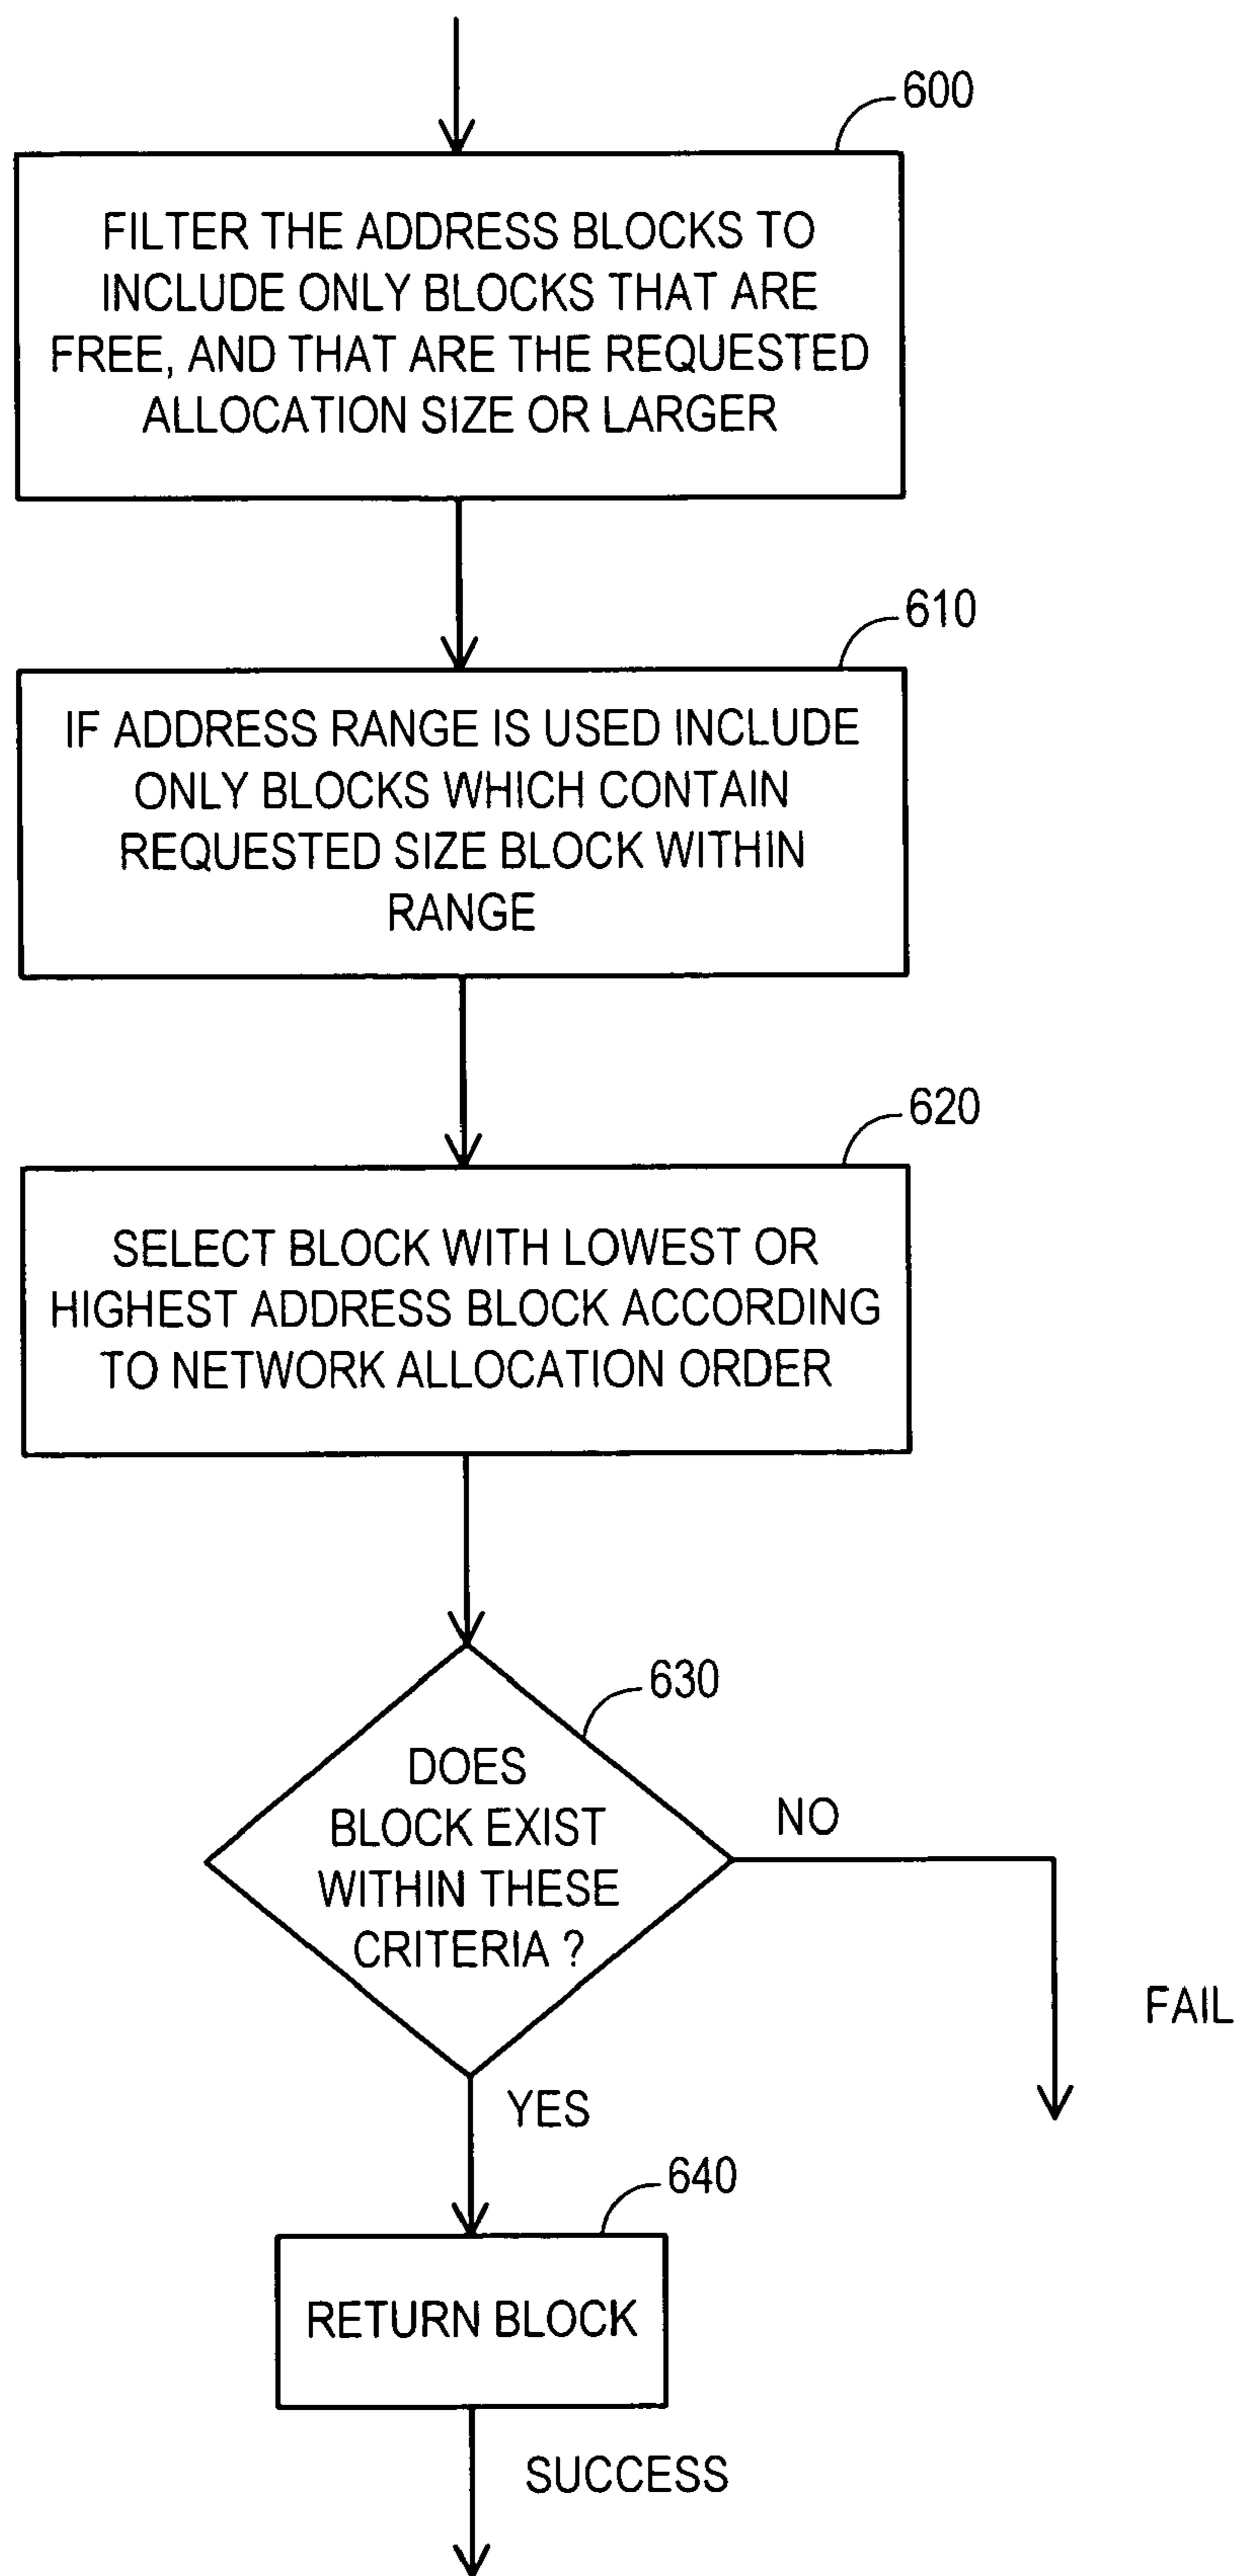 600
FILTER THE ADDRESS BLOCKS TO
INCLUDE ONLY BLOCKS THAT ARE
FREE, AND THAT ARE THE REQUESTED
ALLOCATION SIZE OR LARGER
610
IF ADDRESS RANGE IS USED INCLUDE
ONLY BLOCKS WHICH CONTAIN
REQUESTED SIZE BLOCK WITHIN
RANGE
620
SELECT BLOCK WITH LOWEST OR
HIGHEST ADDRESS BLOCK ACCORDING
TO NETWORK ALLOCATION ORDER
630
DOES
BLOCK EXIST
WITHIN THESE
CRITERIA ?
NO
FAIL
YES
640
RETURN BLOCK
SUCCESS